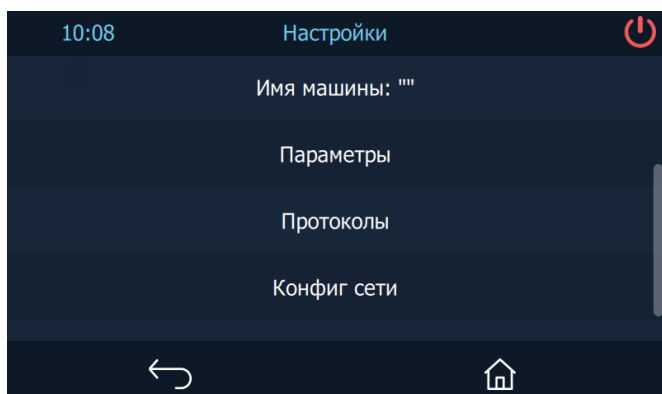 10:08 Настройки
Имя машины: ""
Параметры
Протоколы
Конфиг сети